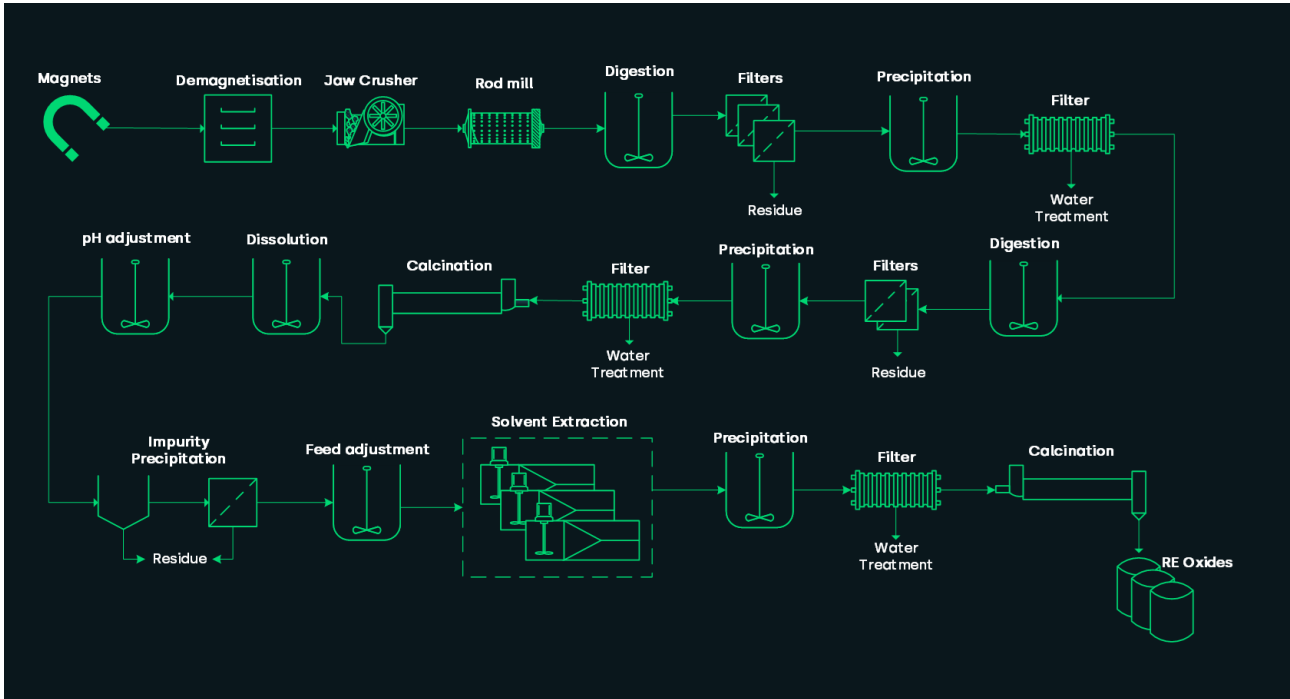 Magnets
Demagnetisation
Jaw Crusher
Rod mill
Digestion
Filters
Precipitation
Filter
Residue
Water
Treatment
pH adjustment
Dissolution
Calcination
Filter
Precipitation
Filters
Digestion
Water
Treatment
Residue
Impurity
Precipitation
Feed adjustment
Solvent Extraction
Precipitation
Filter
Calcination
Residue
Water
Treatment
RE Oxides